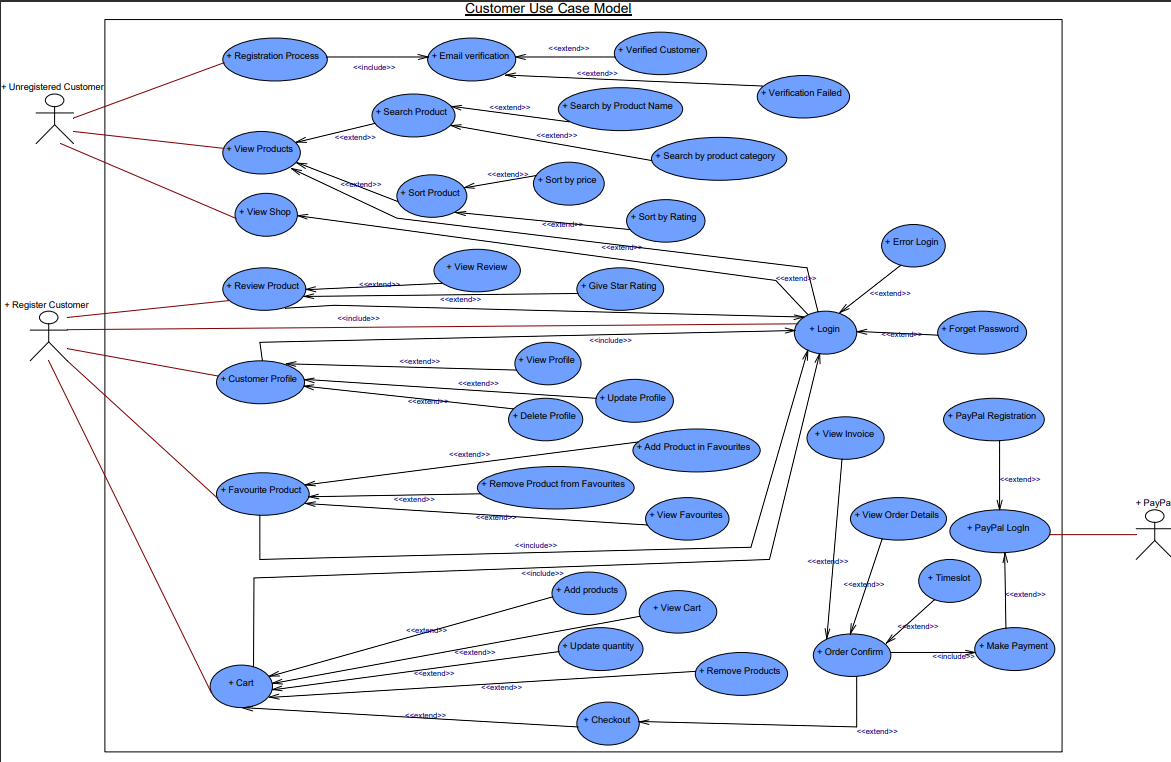 Customer Use Case Model
+ Unregistered Customer
+ Registration Process
<<include>>
+ Email verification
<<extend>>
+ Verified Customer
<<extend>>
+ Verification Failed
+ Search Product
<<extend>>
+ Search by Product Name
<<extend>>
+ View Products
<<extend>>
+ Search by product category
<<extend>>
+ Sort Product
<<extend>>
+ Sort by price
+ View Shop
<<extend>>
+ Sort by Rating
<<extend>>
+ Error Login
<<extend>>
<<extend>>
+ Register Customer
+ Review Product
+ View Review
<<extend>>
+ Give Star Rating
<<extend>>
<<include>>
+ Login
<<extend>>
+ Forget Password
<<include>>
+ Customer Profile
<<extend>>
+ View Profile
<<extend>>
+ Update Profile
<<extend>>
+ Delete Profile
+ View Invoice
+ PayPal Registration
+ Favourite Product
<<extend>>
+ Add Product in Favourites
+ Remove Product from Favourites
<<extend>>
<<extend>>
+ View Favourites
+ View Order Details
<<extend>>
+ PayPal LogIn
+ PayPa
<<include>>
<<include>>
<<extend>>
<<extend>>
+ Timeslot
<<extend>>
+ Add products
+ View Cart
<<extend>>
<<extend>>
+ Update quantity
<<extend>>
+ Order Confirm
<<include>>
+ Make Payment
<<extend>>
+ Remove Products
<<extend>>
+ Cart
<<extend>>
+ Checkout
<<extend>>